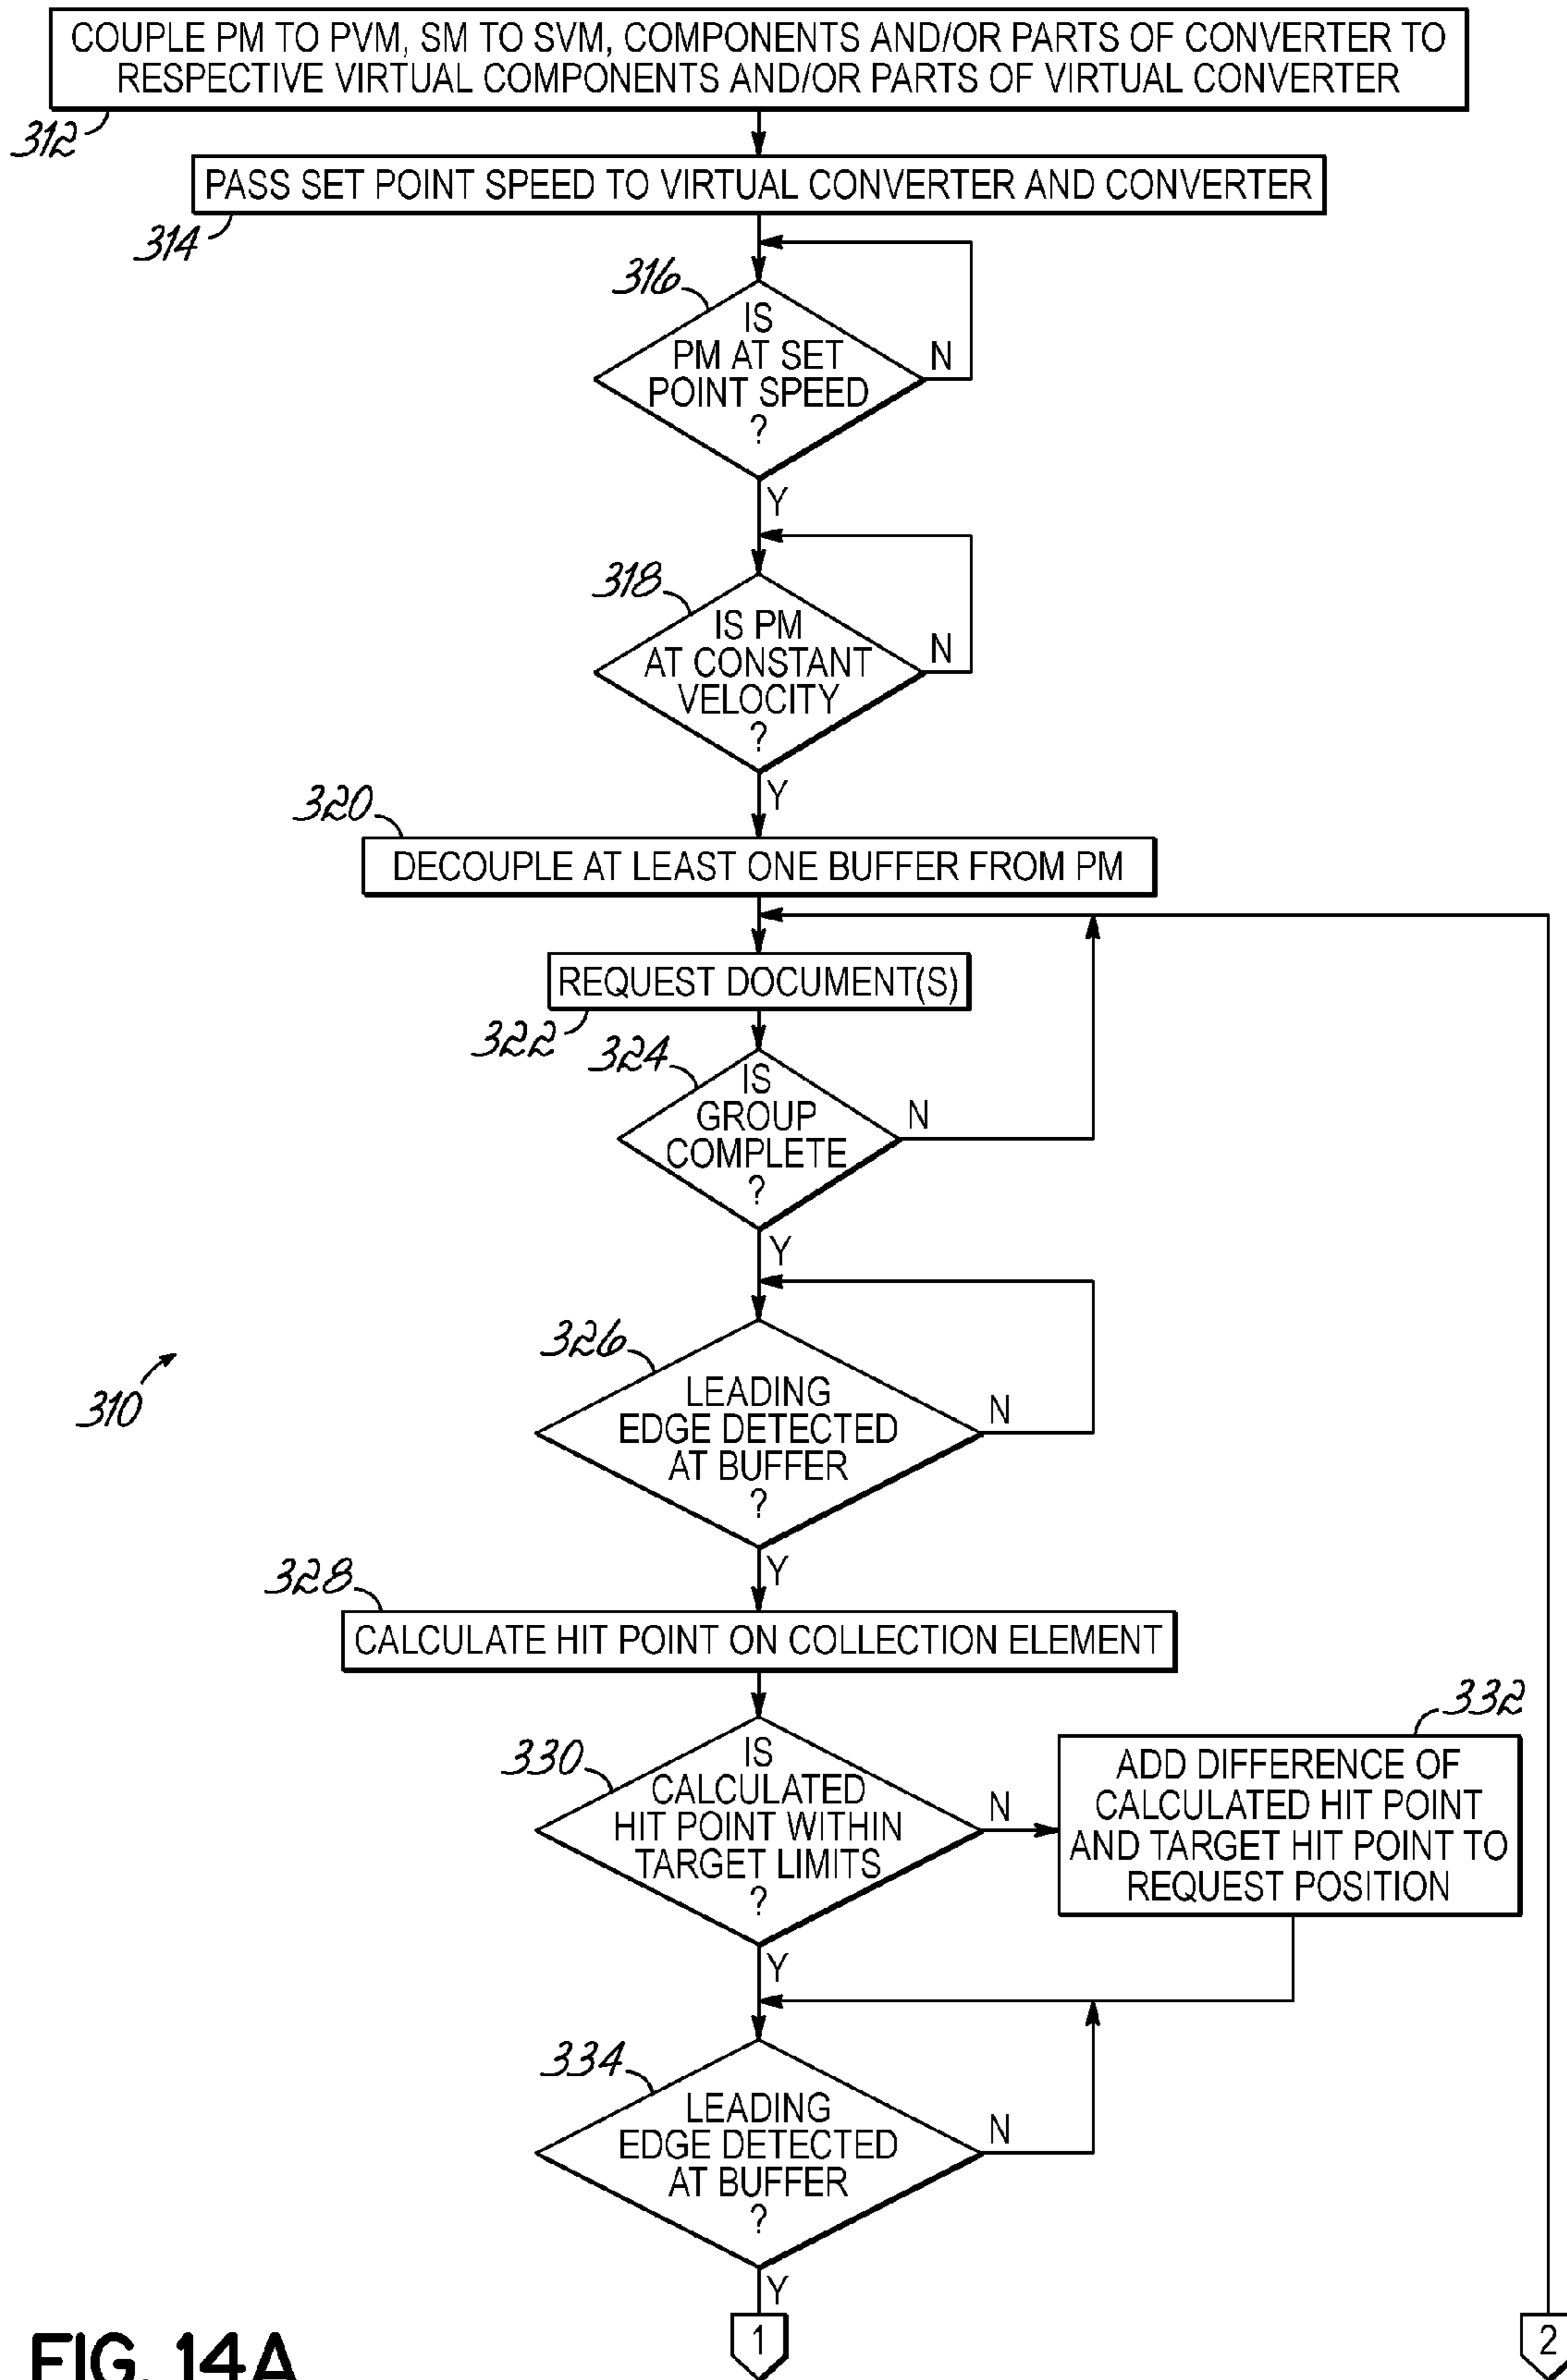 COUPLE PM TO PVM, SM TO SVM, COMPONENTS AND/OR PARTS OF CONVERTER TO
RESPECTIVE VIRTUAL COMPONENTS AND/OR PARTS OF VIRTUAL CONVERTER
312
PASS SET POINT SPEED TO VIRTUAL CONVERTER AND CONVERTER
314
316
IS
PM AT SET
POINT SPEED
?
N
Y
318
IS PM
AT CONSTANT
VELOCITY
?
N
Y
320
DECOUPLE AT LEAST ONE BUFFER FROM PM
REQUEST DOCUMENT(S)
322
324
IS
GROUP
COMPLETE
?
N
Y
326
LEADING
EDGE DETECTED
AT BUFFER
?
N
Y
310
328
CALCULATE HIT POINT ON COLLECTION ELEMENT
330
IS
CALCULATED
HIT POINT WITHIN
TARGET LIMITS
?
N
Y
332
ADD DIFFERENCE OF
CALCULATED HIT POINT
AND TARGET HIT POINT TO
REQUEST POSITION
334
LEADING
EDGE DETECTED
AT BUFFER
?
N
Y
1
2
FIG. 14A